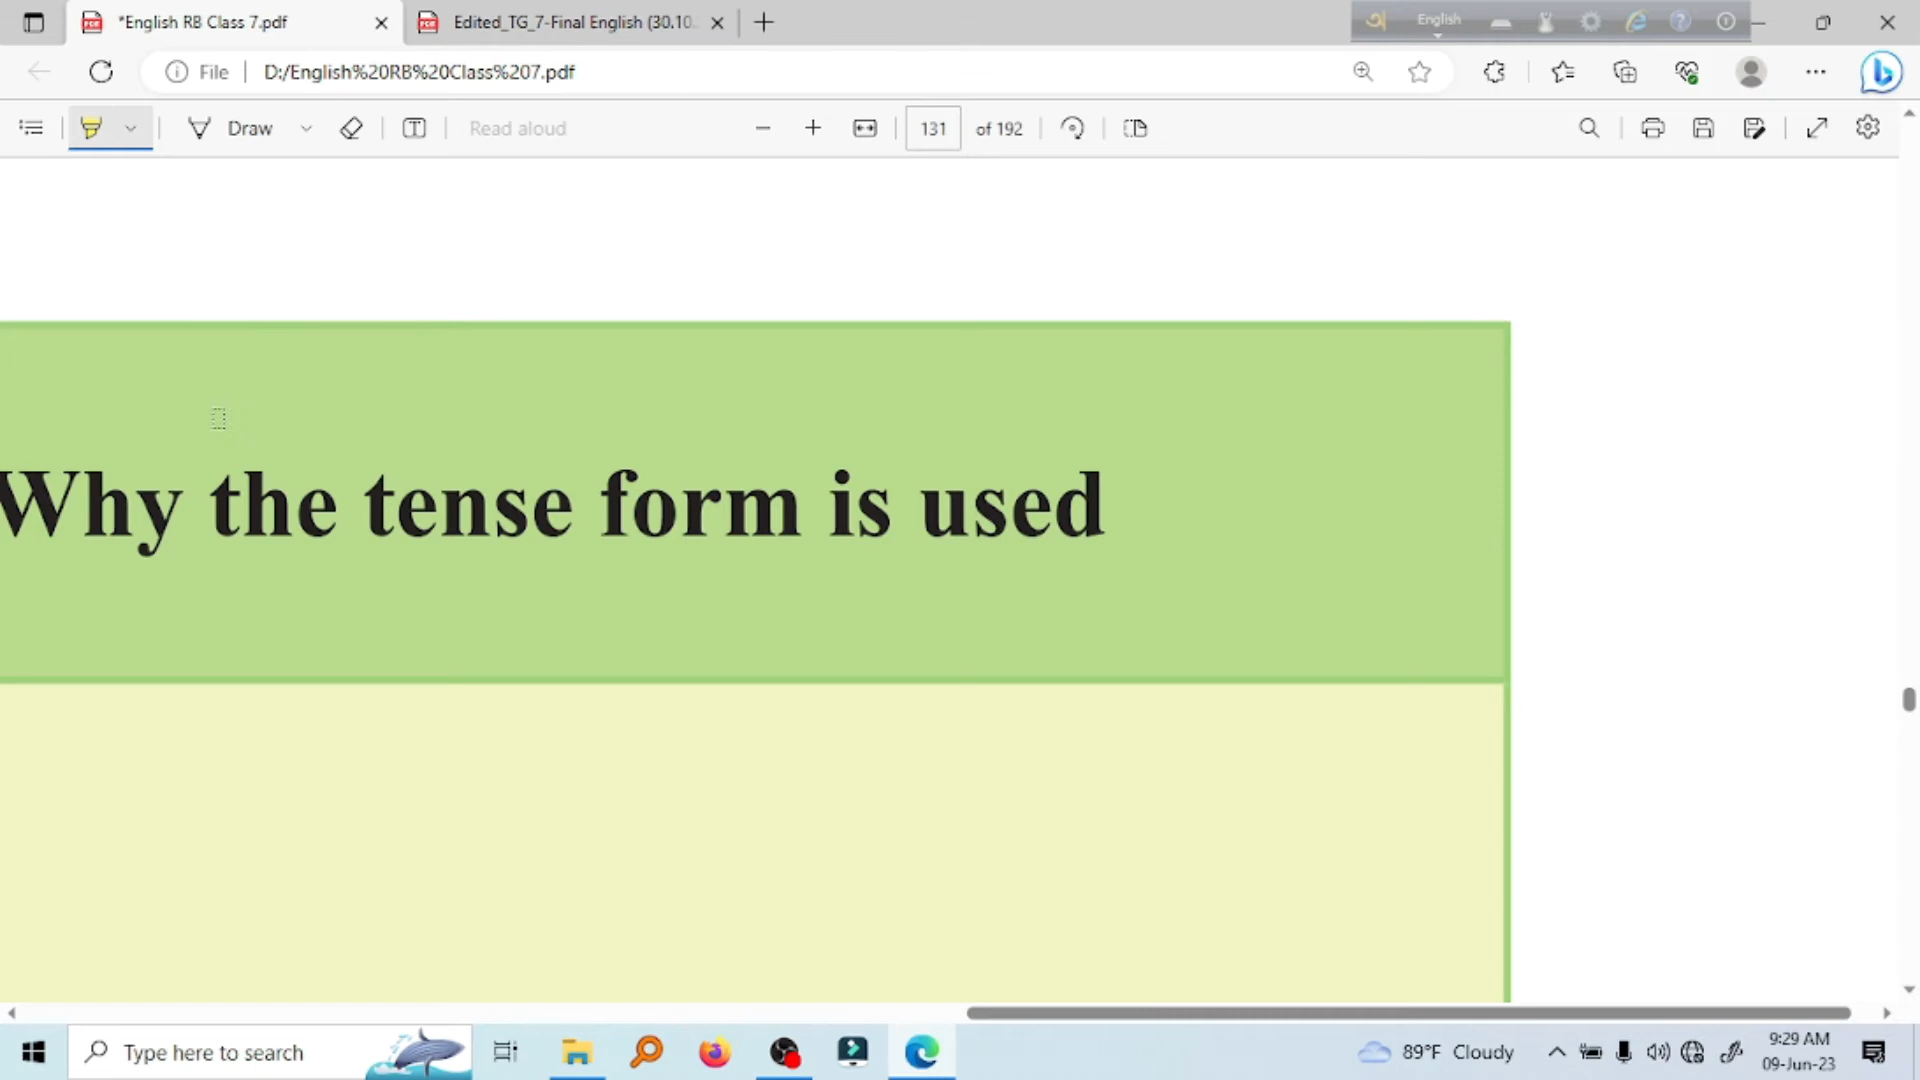 *English RB Class 7.pdf
Edited_TG_7-Final English (30.10.
English
File
D:/English%20RB%20Class%207.pdf
Draw
Read aloud
131
of 192
Why the tense form is used
Type here to search
89°F Cloudy
9:29 AM
09-Jun-23